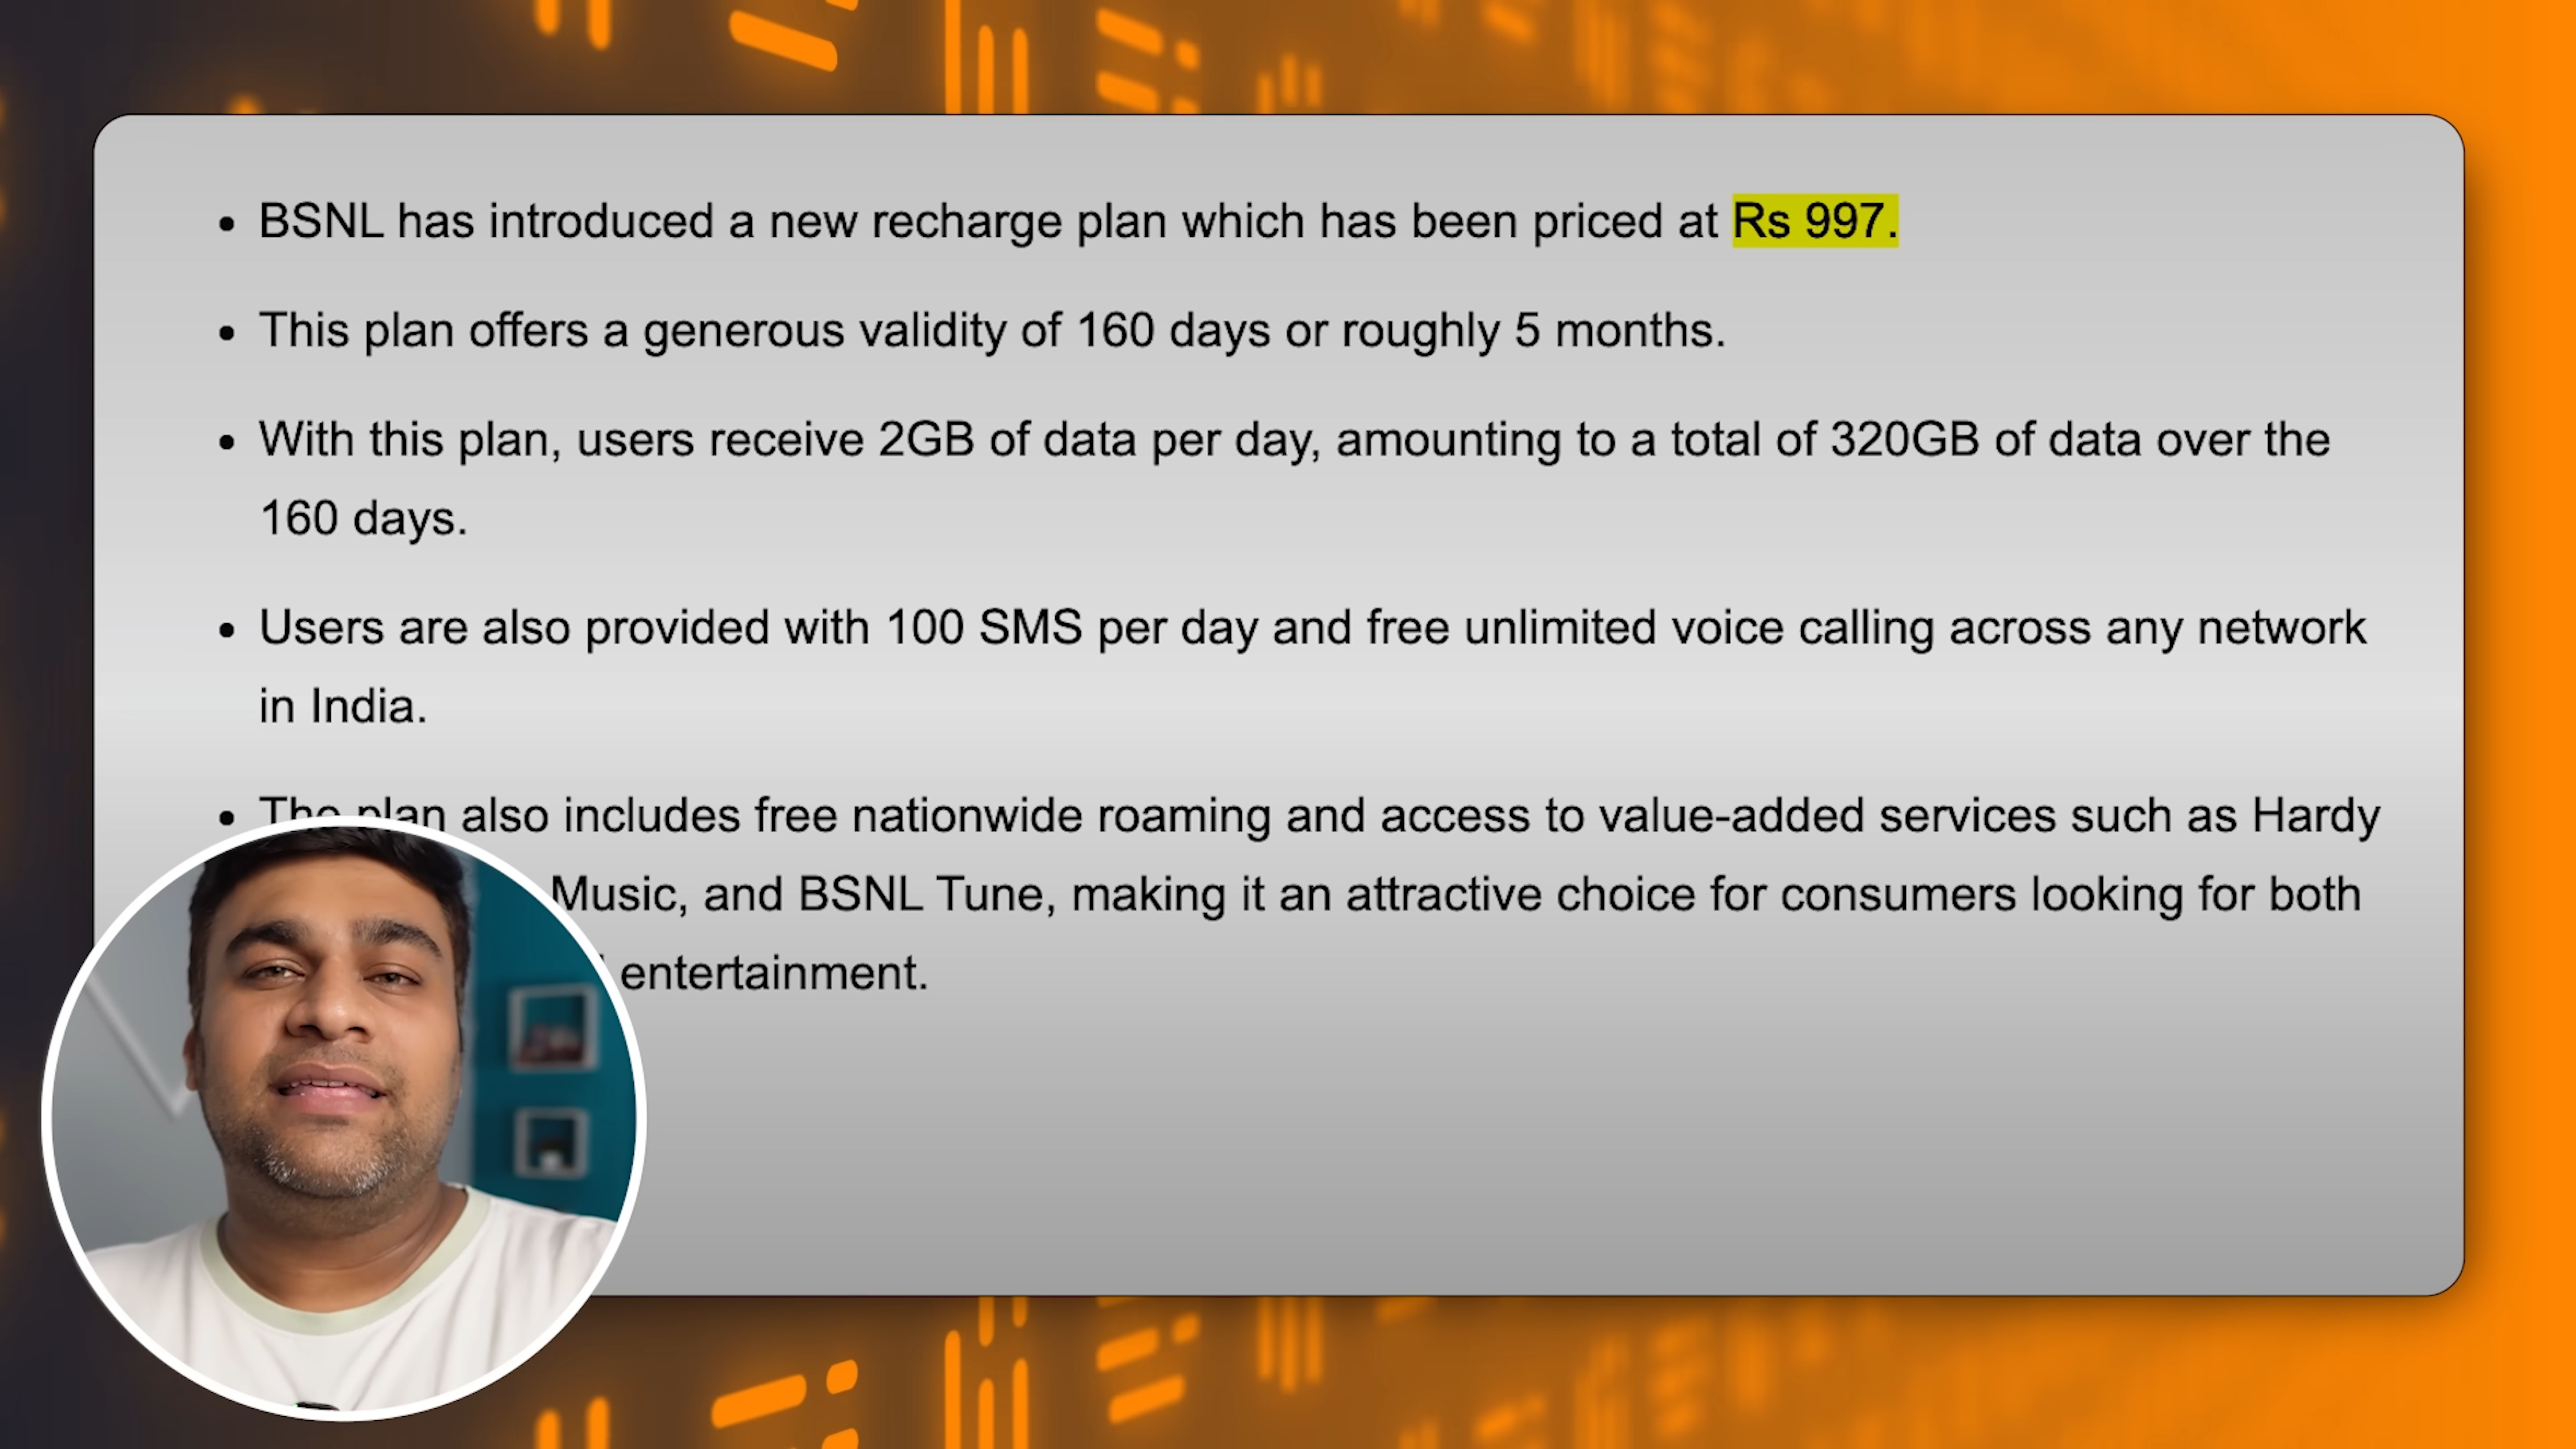 • BSNL has introduced a new recharge plan which has been priced at Rs 997.
• This plan offers a generous validity of 160 days or roughly 5 months.
• With this plan, users receive 2GB of data per day, amounting to a total of 320GB of data over the
160 days.
• Users are also provided with 100 SMS per day and free unlimited voice calling across any network
in India.
• The plan also includes free nationwide roaming and access to value-added services such as Hardy
Music, and BSNL Tune, making it an attractive choice for consumers looking for both
entertainment.